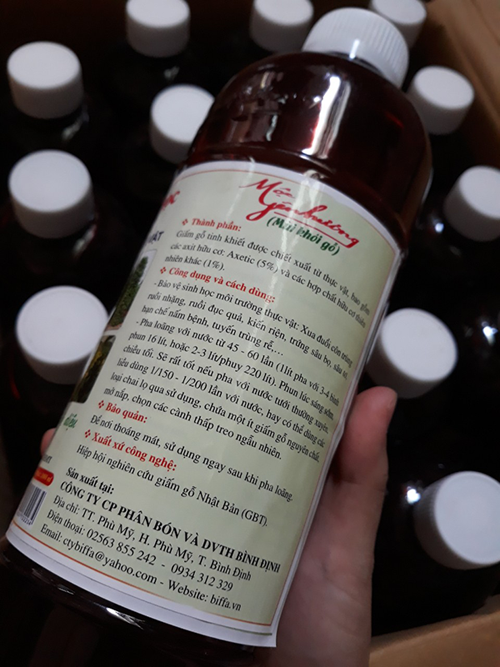 Mộc
Yên hương
(Mùi khói gỗ)
❖ Thành phần:
Giấm gỗ tinh khiết được chiết xuất từ thực vật, bao gồm
các axit hữu cơ: Axetic (5%) và các hợp chất hữu cơ thiên
nhiên khác (1%).
❖ Công dụng và cách dùng:
- Bảo vệ sinh học môi trường thực vật: Xua đuổi côn trùng,
ruồi nhặng, ruồi đục quả, kiến riện, trứng sâu bọ, sâu tơ,
hạn chế nấm bệnh, tuyến trùng rễ,....
- Pha loãng với nước từ 45 - 60 lần (1 lít pha với 3-4 bình
phun 16 lít, hoặc 2-3 lít/phuy 220 lít). Phun lúc sáng sớm,
chiều tối. Sẽ rất tốt nếu pha với nước tưới thường xuyên,
liều dùng 1/150 - 1/200 lần với nước, hay có thể dùng các
loại chai lọ qua sử dụng, chứa một ít giấm gỗ nguyên chất,
mở nắp, chọn các cành thấp treo ngẫu nhiên.
❖ Bảo quản:
Để nơi thoáng mát, sử dụng ngay sau khi pha loãng.
❖ Xuất xứ công nghệ:
Hiệp hội nghiên cứu giấm gỗ Nhật Bản (GBT).
Sản xuất tại:
CÔNG TY CP PHÂN BÓN VÀ DVTH BÌNH ĐỊNH
Địa chỉ: TT. Phù Mỹ, H. Phù Mỹ, T. Bình Định
Điện thoại: 02563 855 242 - 0934 312 329
Email: ctybiffa@yahoo.com - Website: biffa.vn